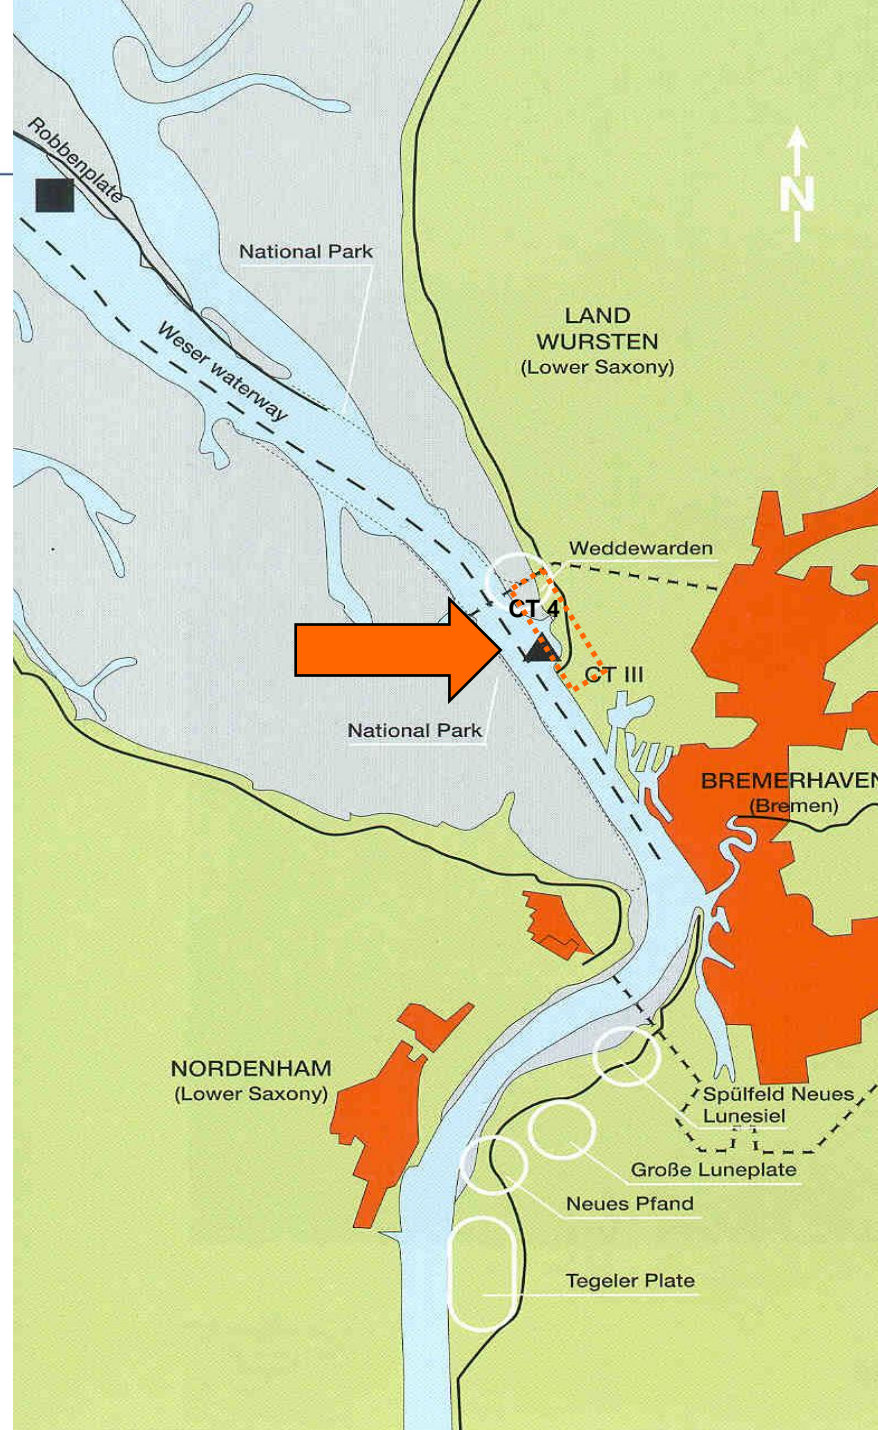 Robbenplate
N
National Park
LAND
WURSTEN
(Lower Saxony)
Weser waterway
Weddewarden
CT 4
CT III
National Park
BREMERHAVEN
(Bremen)
NORDENHAM
(Lower Saxony)
Spülfeld Neues
Lunesiel
Große Luneplate
Neues Pfand
Tegeler Plate